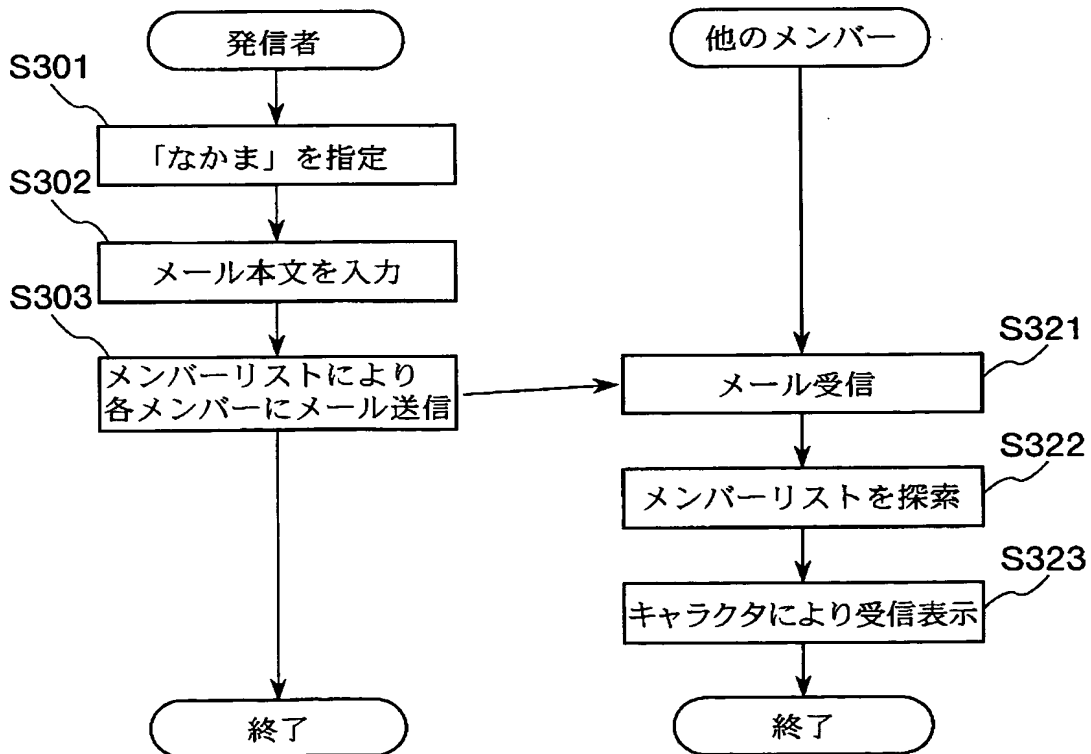 発信者
S301
「なかま」を指定
S302
メール本文を入力
S303
メンバーリストにより
各メンバーにメール送信
終了
他のメンバー
S321
メール受信
S322
メンバーリストを探索
S323
キャラクタにより受信表示
終了